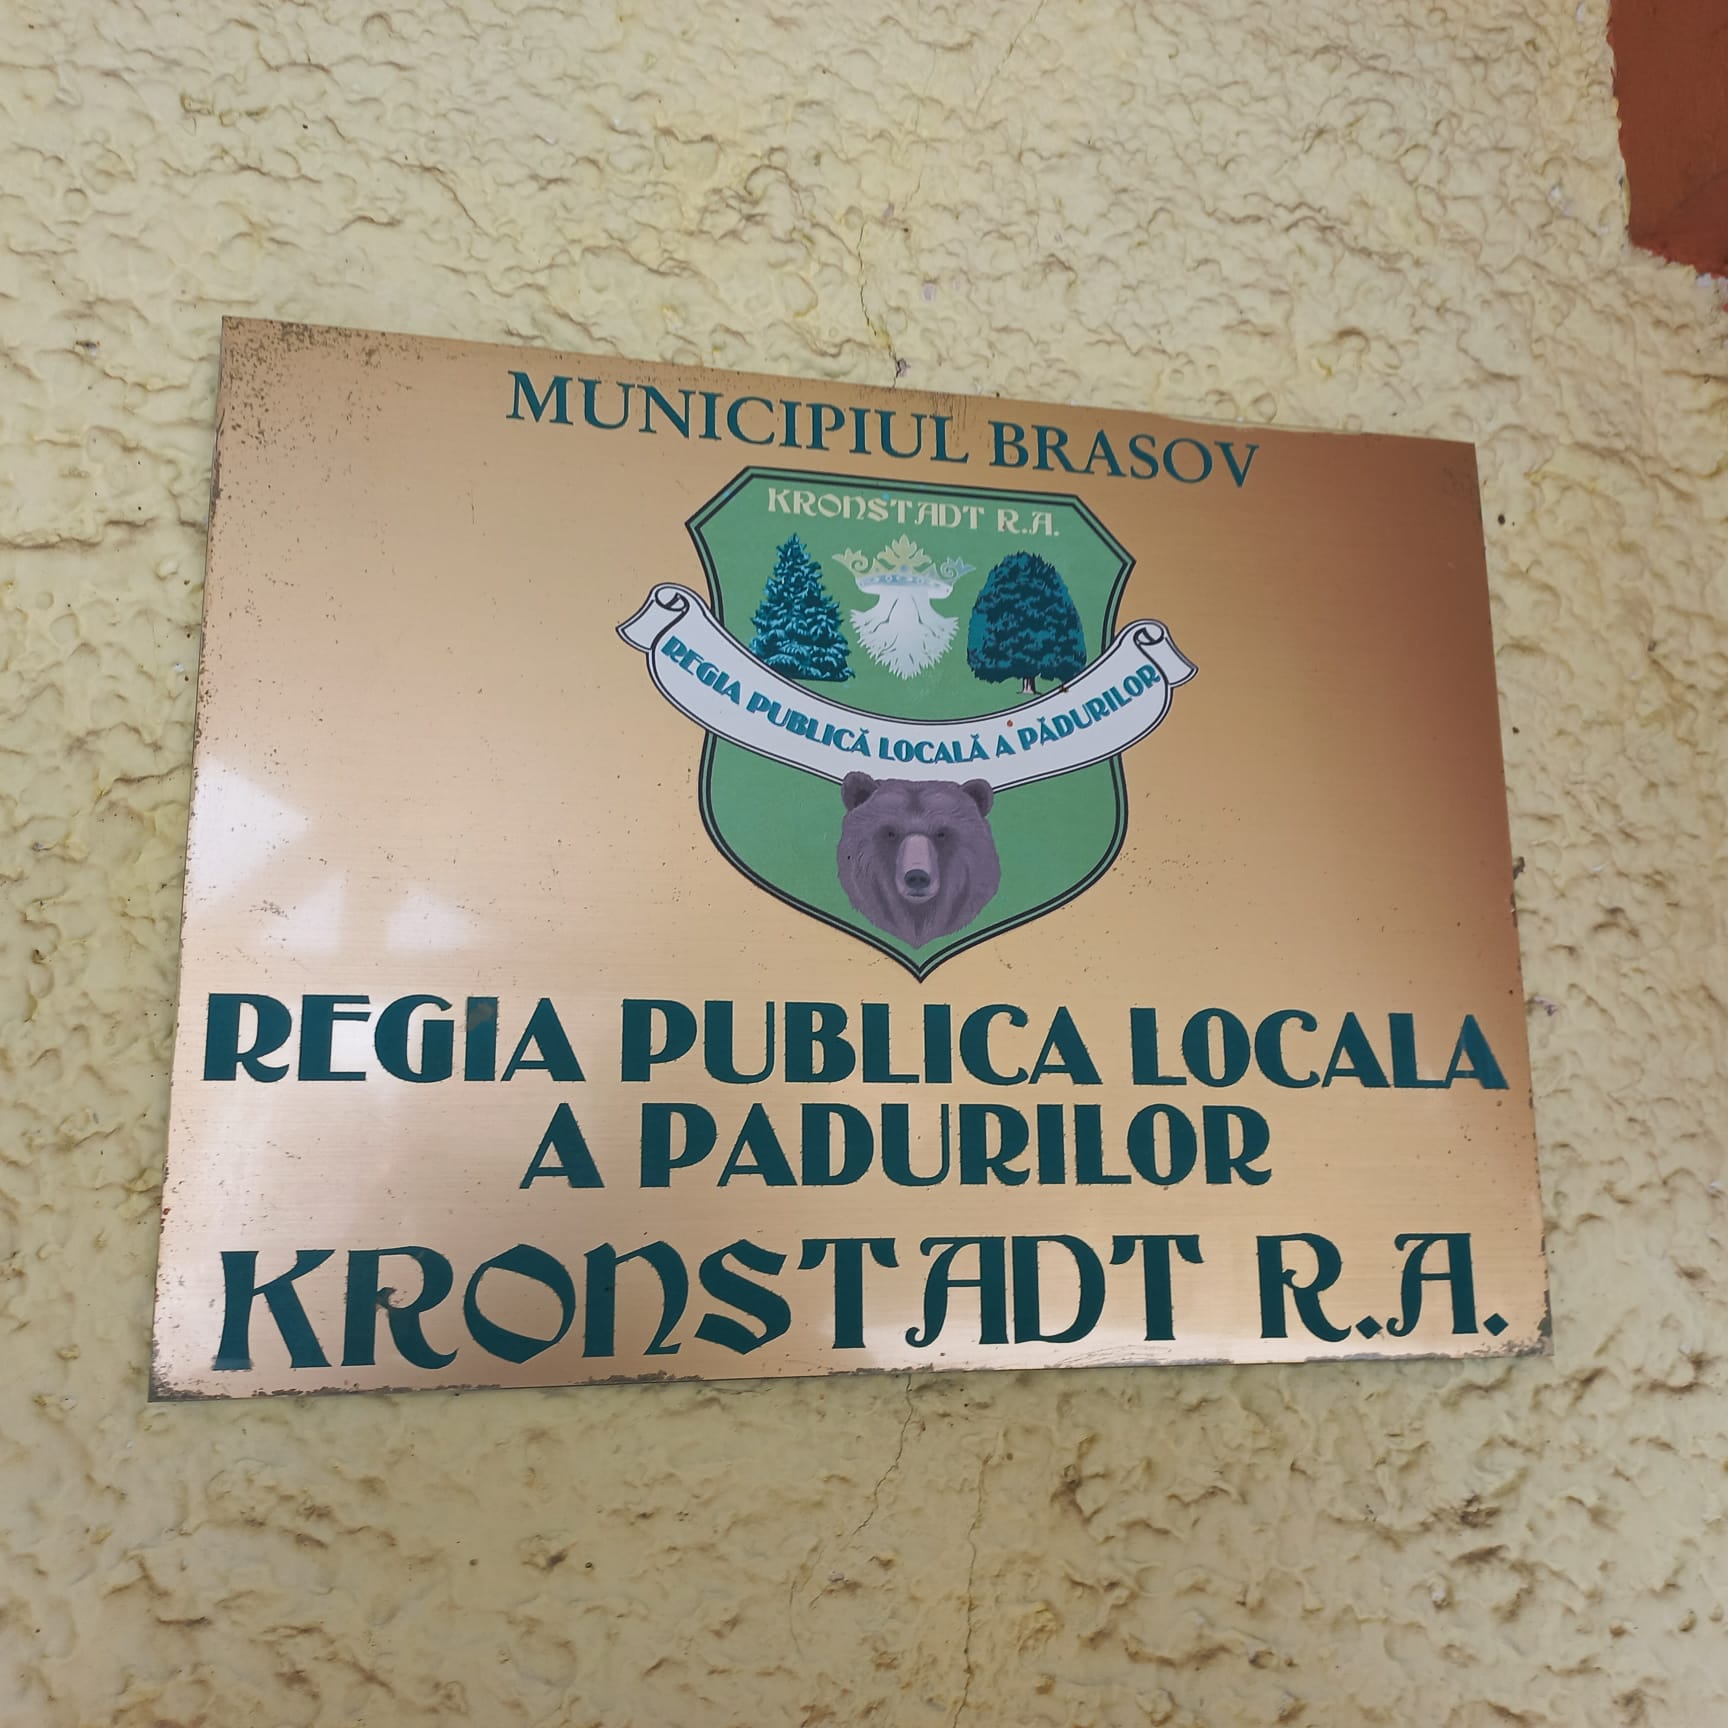 MUNICIPIUL BRASOV
KRONSTADT R.A.
REGIA PUBLICĂ LOCALĂ A PĂDURILOR
REGIA PUBLICA LOCALA
A PADURILOR
KRONSTADT R.A.